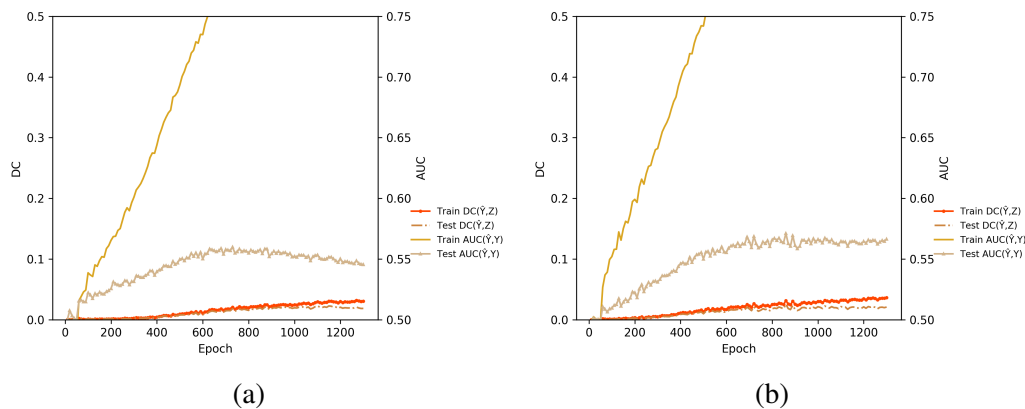 0.5
0.4
0.3
0.2
0.1
0.0
DC
0.75
0.70
0.65
0.60
0.55
0.50
AUC
0 200 400 600 800 1000 1200
Epoch
Train DC(Ŷ,Z)
Test DC(Ŷ,Z)
Train AUC(Ŷ,Y)
Test AUC(Ŷ,Y)
(a)
0.5
0.4
0.3
0.2
0.1
0.0
DC
0.75
0.70
0.65
0.60
0.55
0.50
AUC
0 200 400 600 800 1000 1200
Epoch
Train DC(Ŷ,Z)
Test DC(Ŷ,Z)
Train AUC(Ŷ,Y)
Test AUC(Ŷ,Y)
(b)